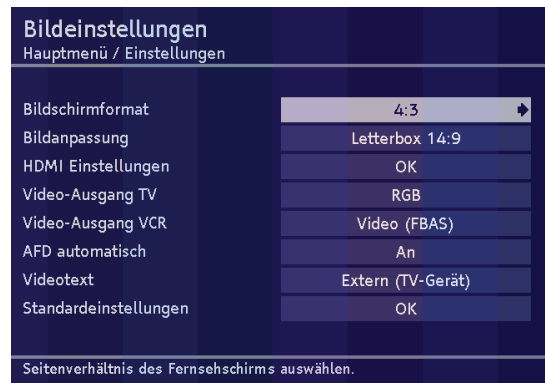 Bildeinstellungen
Hauptmenü / Einstellungen
Bildschirmformat 4:3
Bildanpassung Letterbox 14:9
HDMI Einstellungen OK
Video-Ausgang TV RGB
Video-Ausgang VCR Video (FBAS)
AFD automatisch An
Videotext Extern (TV-Gerät)
Standardeinstellungen OK
Seitenverhältnis des Fernsehschirms auswählen.